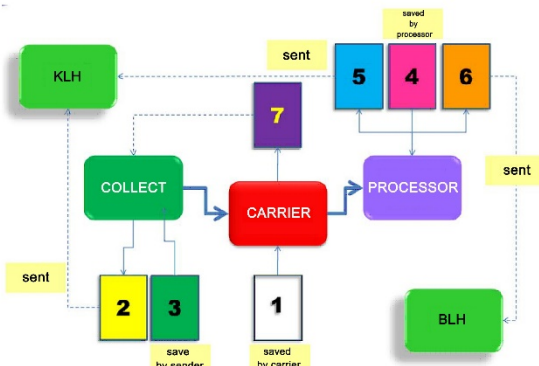 saved
by
processor
sent
KLH
5
4
6
7
sent
COLLECT
CARRIER
PROCESSOR
sent
2
3
1
BLH
save
by sender
saved
by carrier